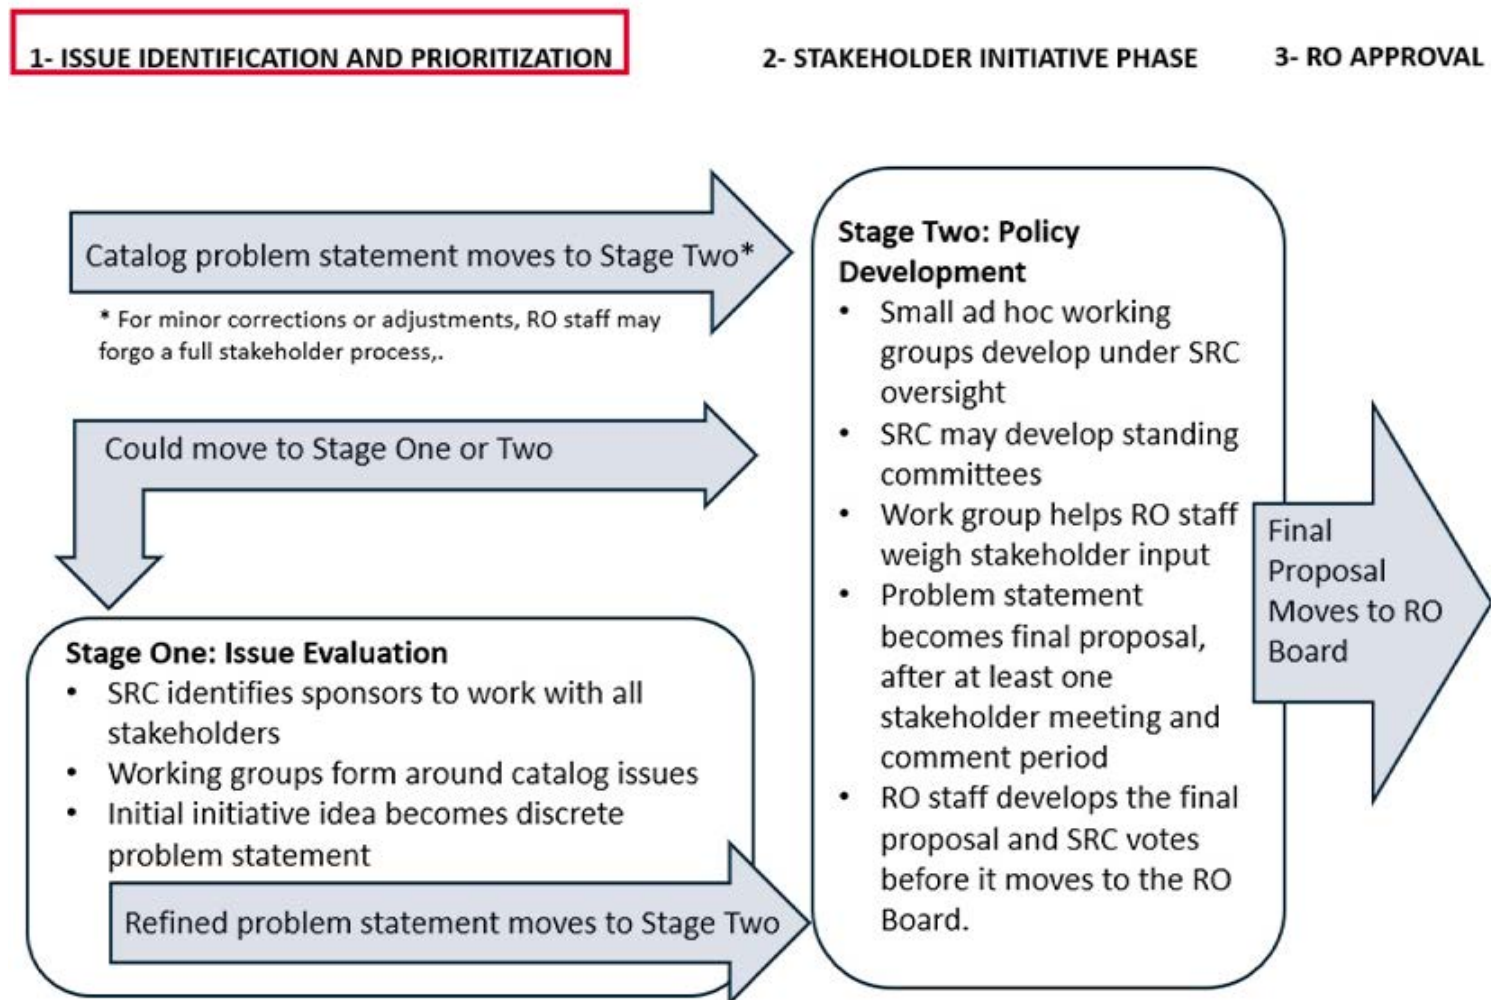 1- ISSUE IDENTIFICATION AND PRIORITIZATION
2- STAKEHOLDER INITIATIVE PHASE
3- RO APPROVAL
Catalog problem statement moves to Stage Two*
* For minor corrections or adjustments, RO staff may
forgo a full stakeholder process,.
Could move to Stage One or Two
Stage One: Issue Evaluation
• SRC identifies sponsors to work with all
stakeholders
• Working groups form around catalog issues
• Initial initiative idea becomes discrete
problem statement
Refined problem statement moves to Stage Two
Stage Two: Policy
Development
• Small ad hoc working
groups develop under SRC
oversight
• SRC may develop standing
committees
• Work group helps RO staff
weigh stakeholder input
• Problem statement
becomes final proposal,
after at least one
stakeholder meeting and
comment period
• RO staff develops the final
proposal and SRC votes
before it moves to the RO
Board.
Final
Proposal
Moves to RO
Board